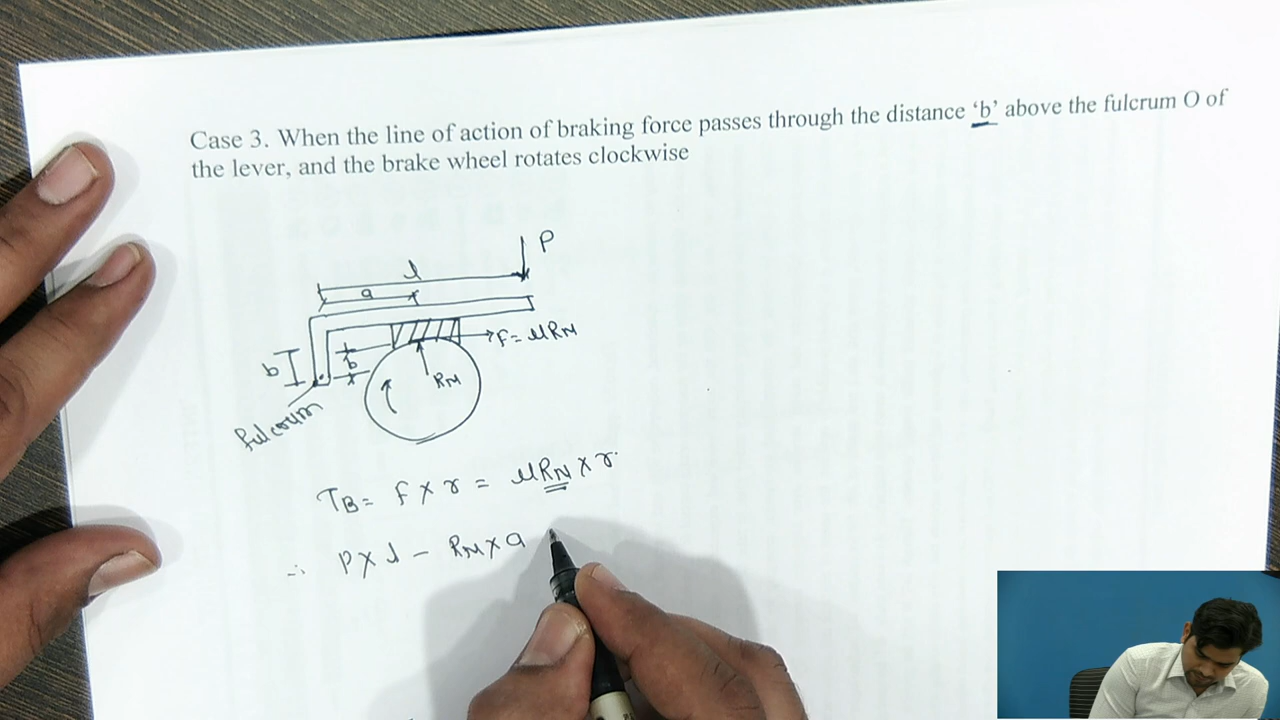 Case 3. When the line of action of braking force passes through the distance ‘b’ above the fulcrum O of
the lever, and the brake wheel rotates clockwise
P
l
a
F = μRN
b
b
RN
fulcrum
TB = F × r = μRN × r.
∴ P × l − RN × a